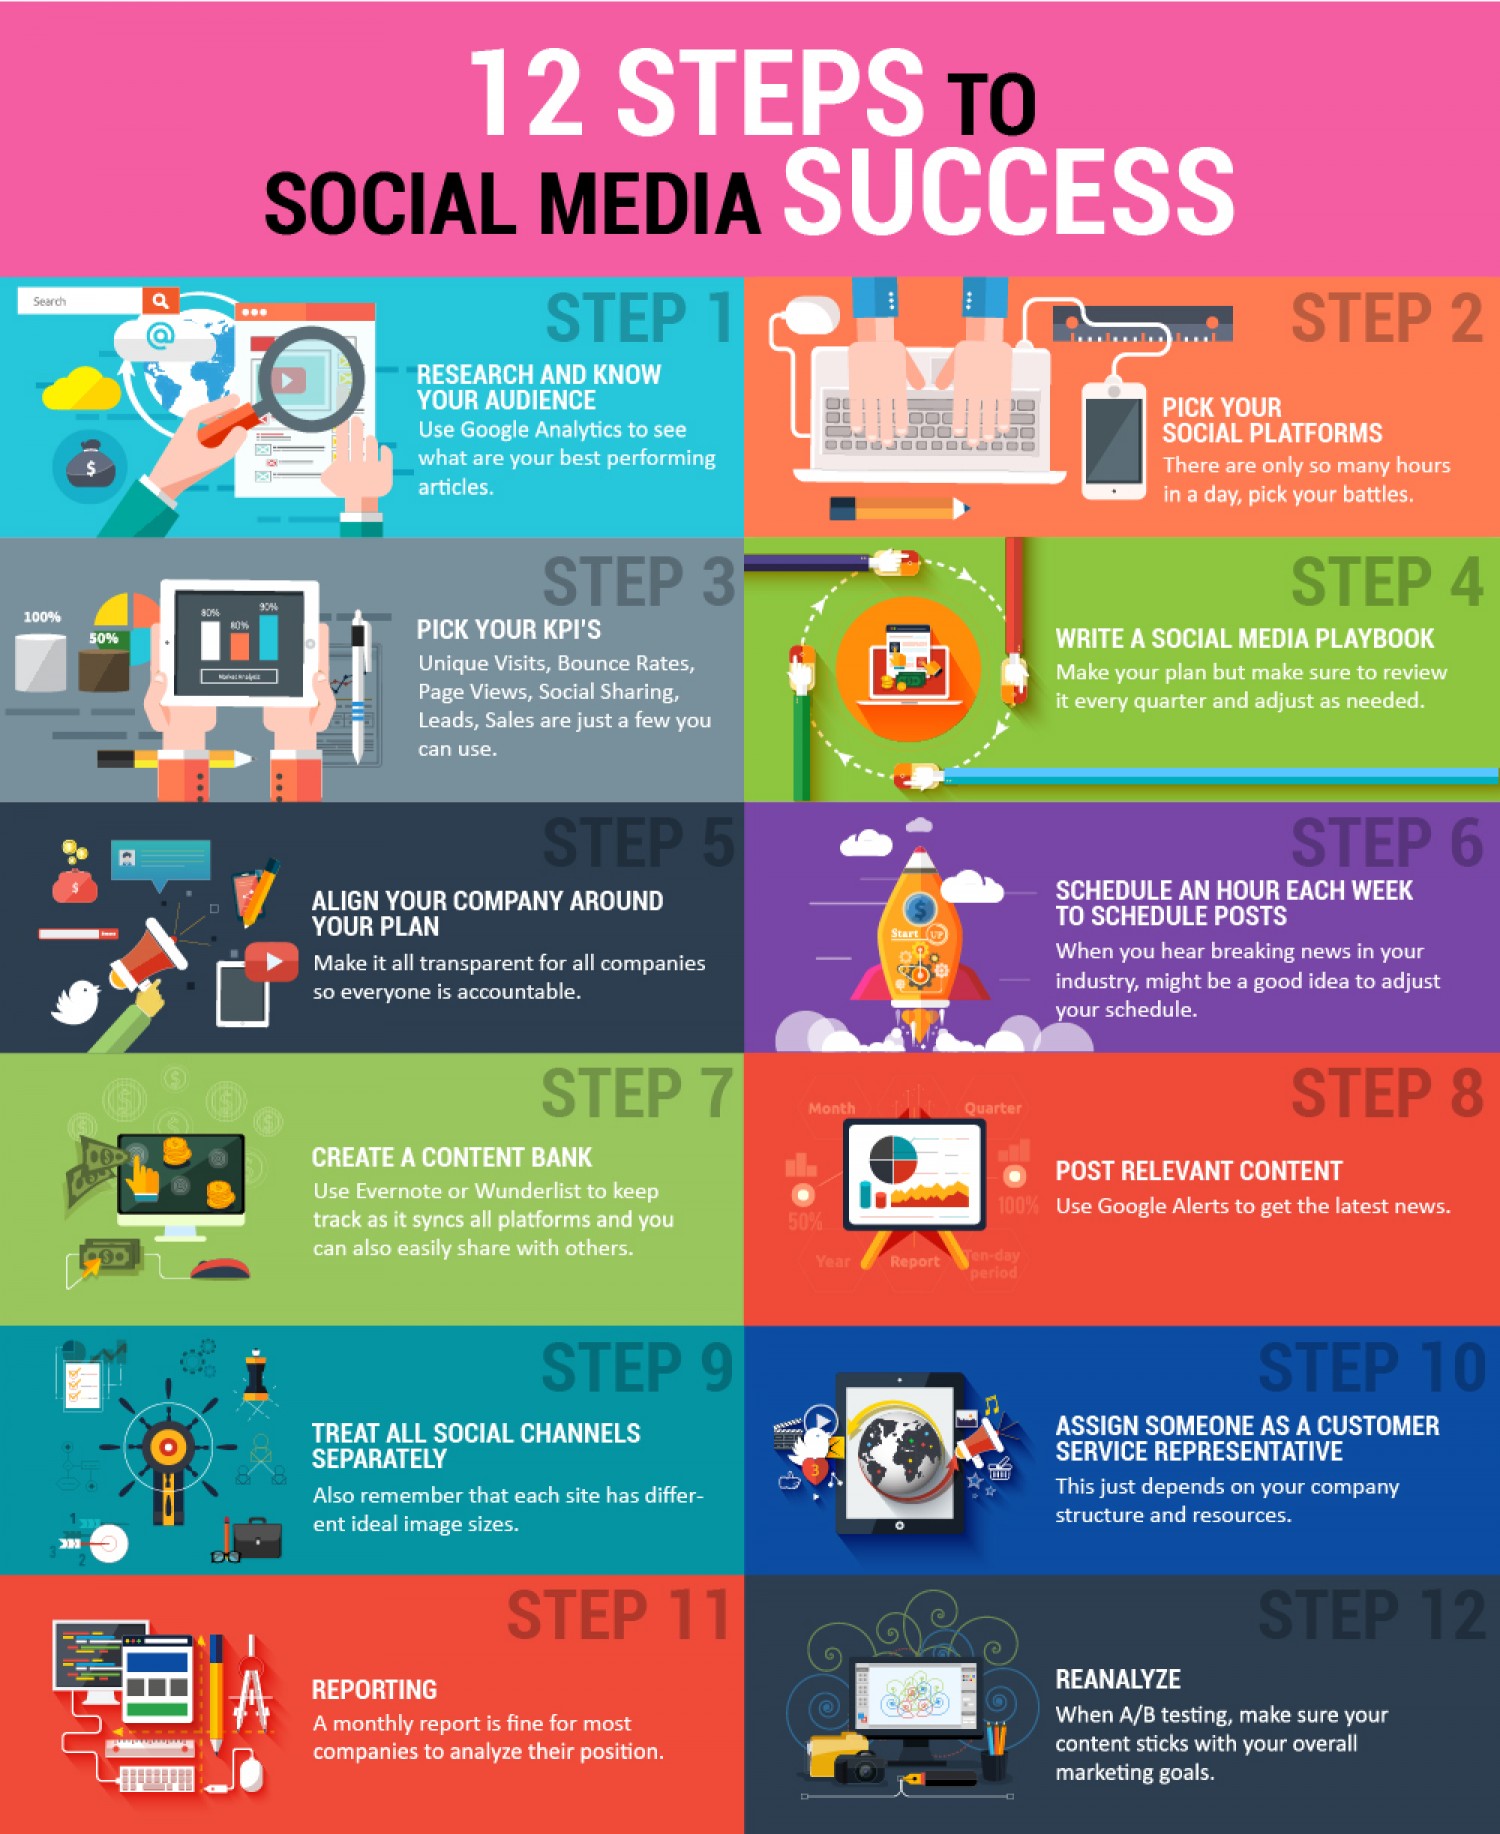 12 STEPS TO
SOCIAL MEDIA SUCCESS
Search
@
$
STEP 1
RESEARCH AND KNOW
YOUR AUDIENCE
Use Google Analytics to see
what are your best performing
articles.
STEP 2
PICK YOUR
SOCIAL PLATFORMS
There are only so many hours
in a day, pick your battles.
100%
50%
80%
80%
90%
Market Analysis
STEP 3
PICK YOUR KPI'S
Unique Visits, Bounce Rates,
Page Views, Social Sharing,
Leads, Sales are just a few you
can use.
STEP 4
WRITE A SOCIAL MEDIA PLAYBOOK
Make your plan but make sure to review
it every quarter and adjust as needed.
$
STEP 5
ALIGN YOUR COMPANY AROUND
YOUR PLAN
Make it all transparent for all companies
so everyone is accountable.
$
Start UP
STEP 6
SCHEDULE AN HOUR EACH WEEK
TO SCHEDULE POSTS
When you hear breaking news in your
industry, might be a good idea to adjust
your schedule.
STEP 7
CREATE A CONTENT BANK
Use Evernote or Wunderlist to keep
track as it syncs all platforms and you
can also easily share with others.
Month
Quarter
50%
100%
Year
Report
Ten-day
period
STEP 8
POST RELEVANT CONTENT
Use Google Alerts to get the latest news.
1
3
2
STEP 9
TREAT ALL SOCIAL CHANNELS
SEPARATELY
Also remember that each site has differ-
ent ideal image sizes.
3
STEP 10
ASSIGN SOMEONE AS A CUSTOMER
SERVICE REPRESENTATIVE
This just depends on your company
structure and resources.
STEP 11
REPORTING
A monthly report is fine for most
companies to analyze their position.
STEP 12
REANALYZE
When A/B testing, make sure your
content sticks with your overall
marketing goals.